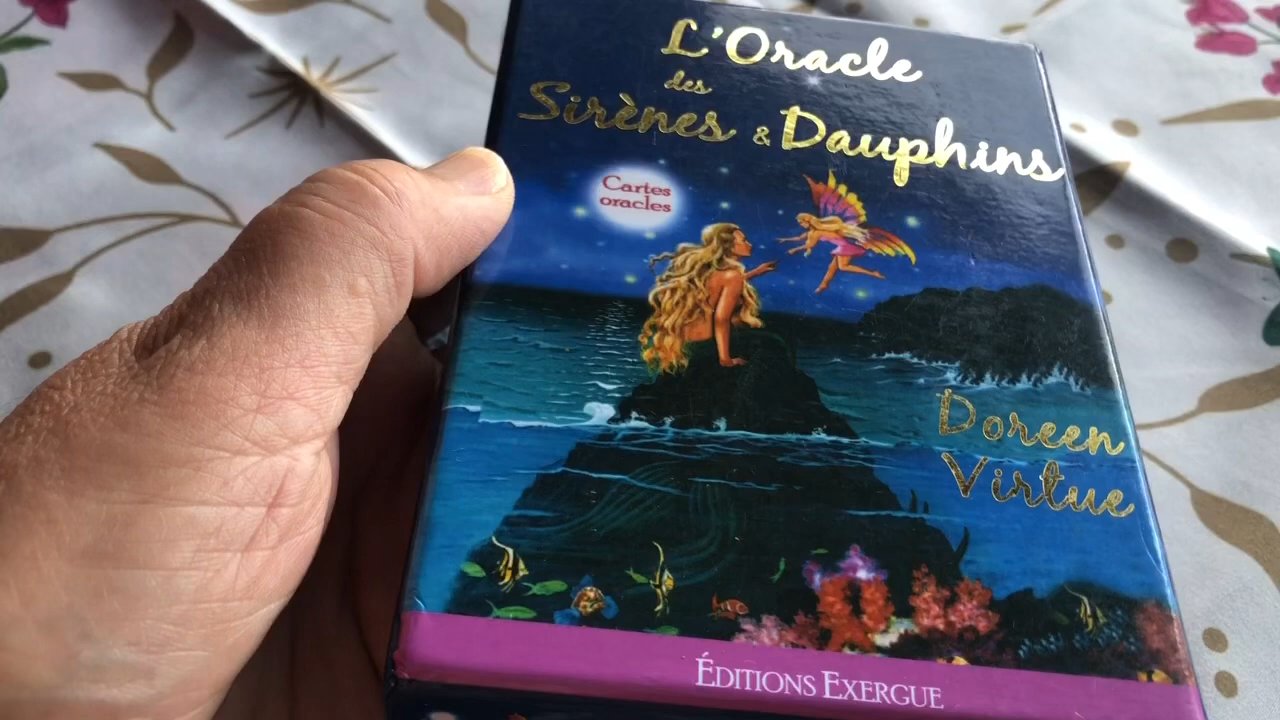 L'Oracle
des
Sirènes & Dauphins
Cartes
oracles
Doreen
Virtue
ÉDITIONS EXERGUE